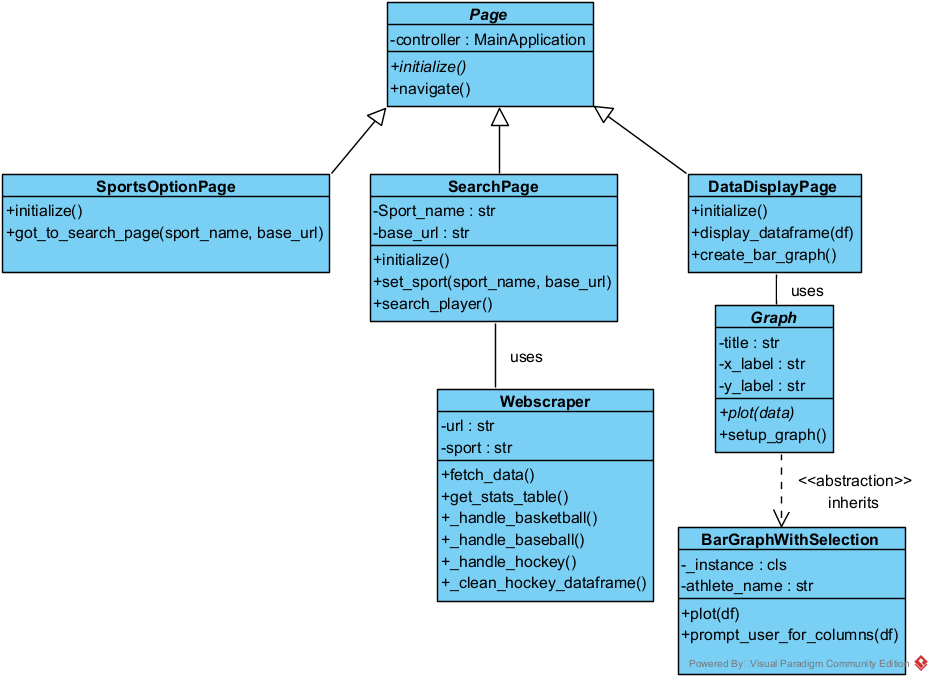 Page
-controller : MainApplication
+initialize()
+navigate()
SportsOptionPage
+initialize()
+got_to_search_page(sport_name, base_url)
SearchPage
-Sport_name : str
-base_url : str
+initialize()
+set_sport(sport_name, base_url)
+search_player()
DataDisplayPage
+initialize()
+display_dataframe(df)
+create_bar_graph()
uses
uses
Webscraper
-url : str
-sport : str
+fetch_data()
+get_stats_table()
+_handle_basketball()
+_handle_baseball()
+_handle_hockey()
+_clean_hockey_dataframe()
Graph
-title : str
-x_label : str
-y_label : str
+plot(data)
+setup_graph()
<<abstraction>>
inherits
BarGraphWithSelection
-_instance : cls
-athlete_name : str
+plot(df)
+prompt_user_for_columns(df)
Powered By: Visual Paradigm Community Edition